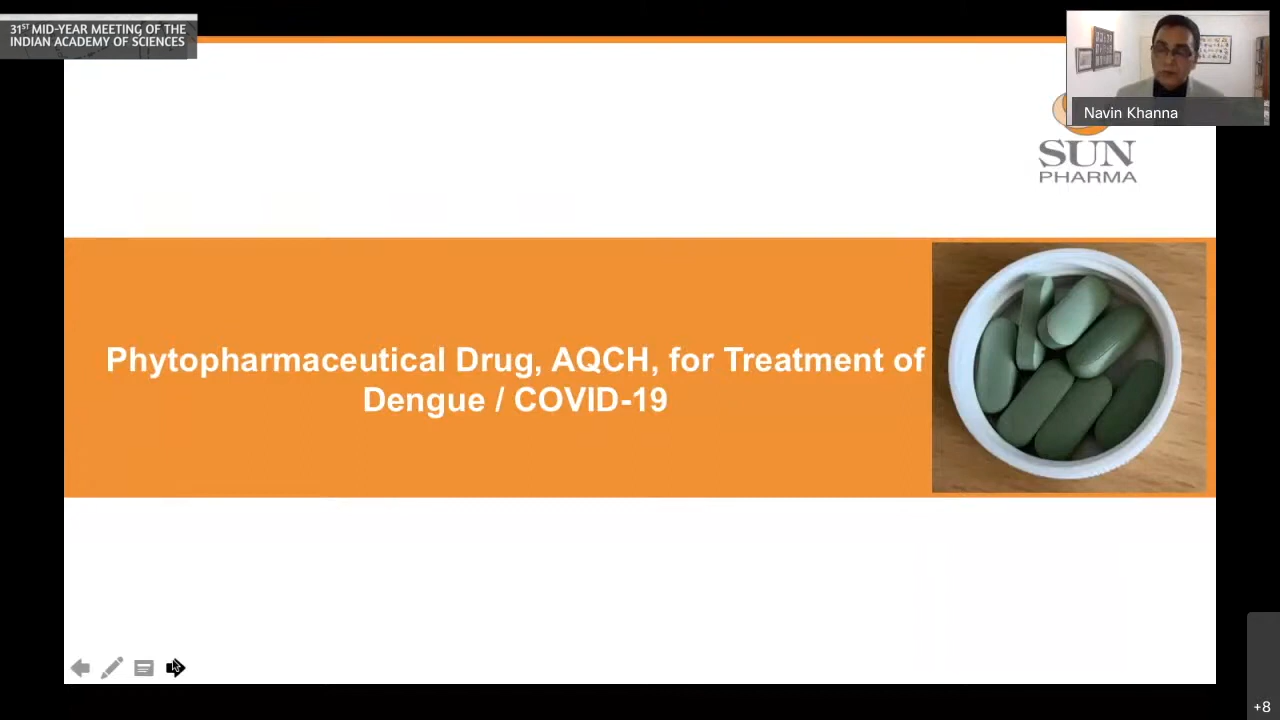 31ST MID-YEAR MEETING OF THE
INDIAN ACADEMY OF SCIENCES
Navin Khanna
SUN
PHARMA
Phytopharmaceutical Drug, AQCH, for Treatment of
Dengue / COVID-19
+8